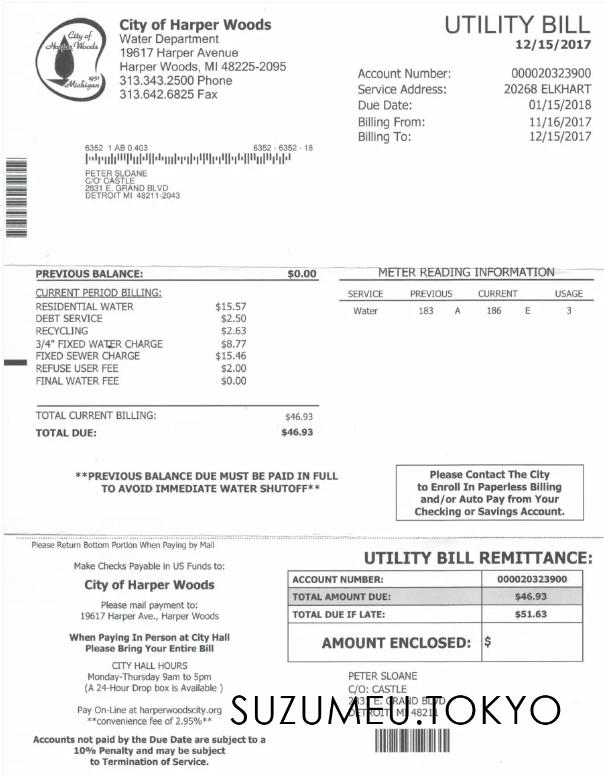 City of
Harper Woods
1951
Michigan
City of Harper Woods
Water Department
19617 Harper Avenue
Harper Woods, MI 48225-2095
313.343.2500 Phone
313.642.6825 Fax
UTILITY BILL
12/15/2017
Account Number: 000020323900
Service Address: 20268 ELKHART
Due Date: 01/15/2018
Billing From: 11/16/2017
Billing To: 12/15/2017
6352 1 AB 0.403 6352 - 6352 - 18
PETER SLOANE
C/O: CASTLE
2831 E. GRAND BLVD
DETROIT MI 48211-2043
PREVIOUS BALANCE: $0.00
CURRENT PERIOD BILLING:
RESIDENTIAL WATER $15.57
DEBT SERVICE $2.50
RECYCLING $2.63
3/4" FIXED WATER CHARGE $8.77
FIXED SEWER CHARGE $15.46
REFUSE USER FEE $2.00
FINAL WATER FEE $0.00
TOTAL CURRENT BILLING: $46.93
TOTAL DUE: $46.93
METER READING INFORMATION
SERVICE PREVIOUS CURRENT USAGE
Water 183 A 186 E 3
**PREVIOUS BALANCE DUE MUST BE PAID IN FULL
TO AVOID IMMEDIATE WATER SHUTOFF**
Please Contact The City
to Enroll In Paperless Billing
and/or Auto Pay from Your
Checking or Savings Account.
Please Return Bottom Portion When Paying by Mail
Make Checks Payable in US Funds to:
City of Harper Woods
Please mail payment to:
19617 Harper Ave., Harper Woods
When Paying In Person at City Hall
Please Bring Your Entire Bill
CITY HALL HOURS
Monday-Thursday 9am to 5pm
(A 24-Hour Drop box is Available )
Pay On-Line at harperwoodscity.org
**convenience fee of 2.95%**
Accounts not paid by the Due Date are subject to a
10% Penalty and may be subject
to Termination of Service.
UTILITY BILL REMITTANCE:
ACCOUNT NUMBER: 000020323900
TOTAL AMOUNT DUE: $46.93
TOTAL DUE IF LATE: $51.63
AMOUNT ENCLOSED: $
PETER SLOANE
C/O: CASTLE
2831 E. GRAND BLVD
DETROIT MI 48211
SUZUMEU.TOKYO